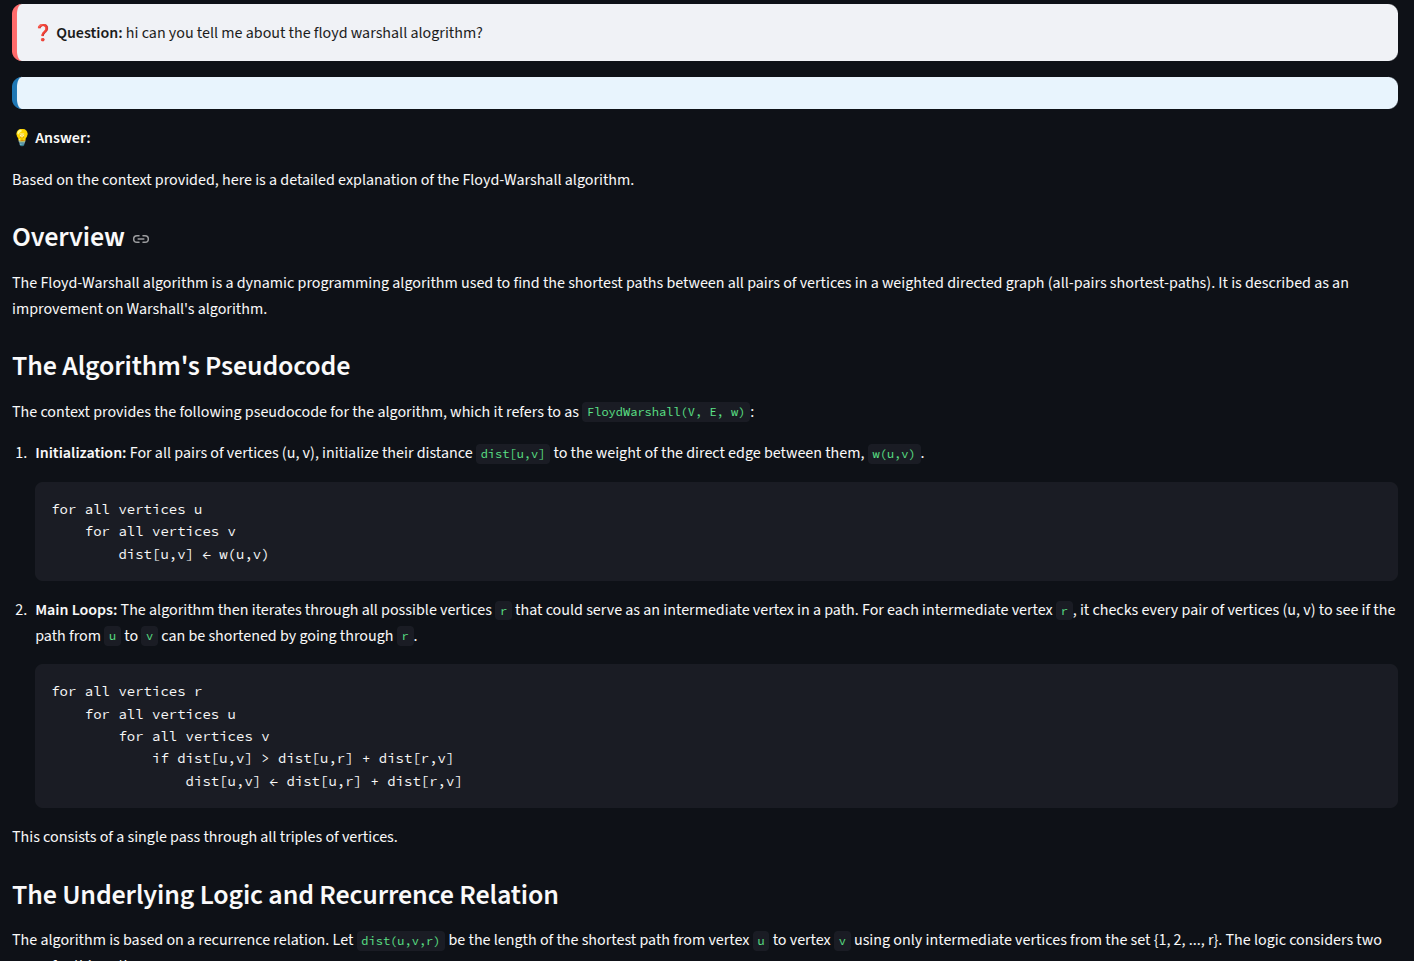 ❓ Question: hi can you tell me about the floyd warshall alogrithm?
💡 Answer:
Based on the context provided, here is a detailed explanation of the Floyd-Warshall algorithm.
Overview
The Floyd-Warshall algorithm is a dynamic programming algorithm used to find the shortest paths between all pairs of vertices in a weighted directed graph (all-pairs shortest-paths). It is described as an
improvement on Warshall's algorithm.
The Algorithm's Pseudocode
The context provides the following pseudocode for the algorithm, which it refers to as FloydWarshall(V, E, w) :
1. Initialization: For all pairs of vertices (u, v), initialize their distance dist[u,v] to the weight of the direct edge between them, w(u,v) .
for all vertices u
    for all vertices v
        dist[u,v] ← w(u,v)
2. Main Loops: The algorithm then iterates through all possible vertices r that could serve as an intermediate vertex in a path. For each intermediate vertex r , it checks every pair of vertices (u, v) to see if the
path from u to v can be shortened by going through r .
for all vertices r
    for all vertices u
        for all vertices v
            if dist[u,v] > dist[u,r] + dist[r,v]
                dist[u,v] ← dist[u,r] + dist[r,v]
This consists of a single pass through all triples of vertices.
The Underlying Logic and Recurrence Relation
The algorithm is based on a recurrence relation. Let dist(u,v,r) be the length of the shortest path from vertex u to vertex v using only intermediate vertices from the set {1, 2, ..., r}. The logic considers two